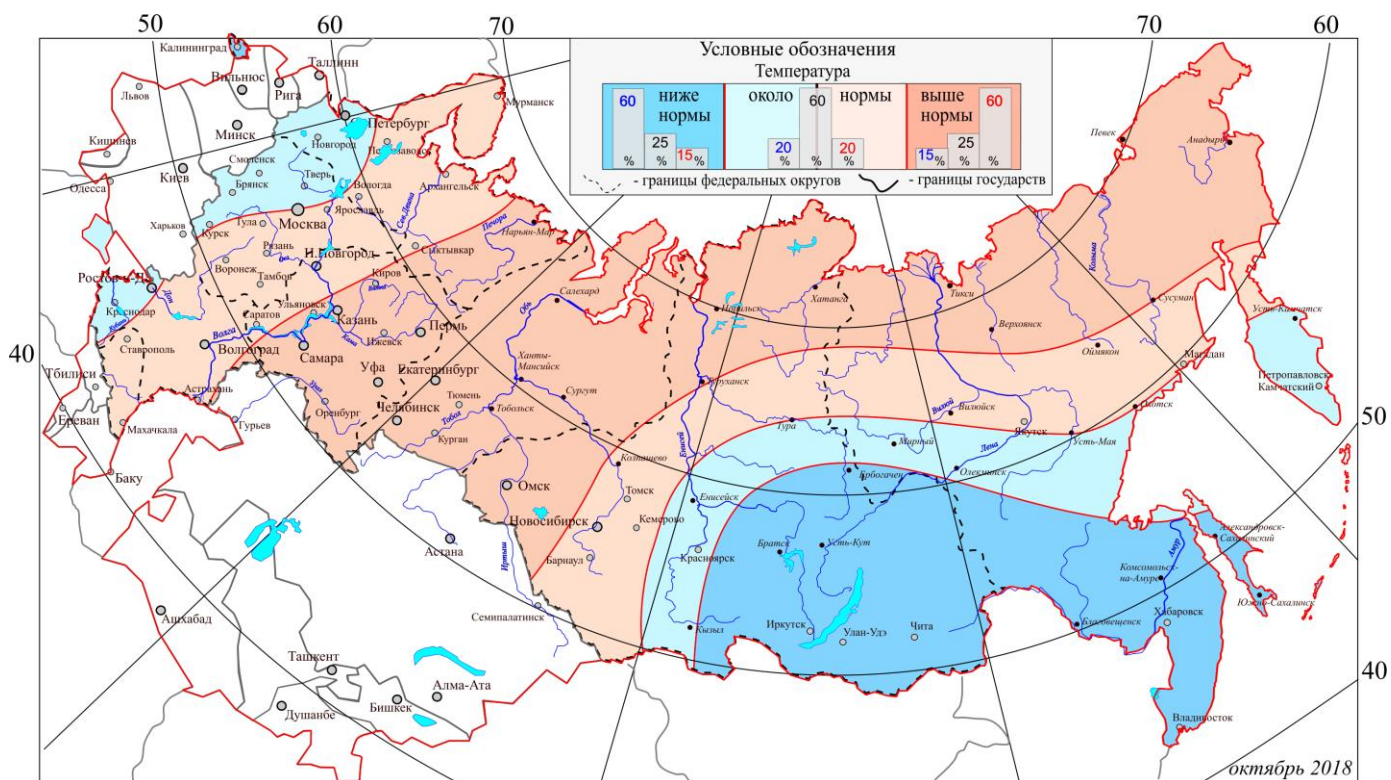 50
60
70
70
60
Калининград
Таллинн
Вильнюс
Рига
Львов
Мурманск
Минск
Петербург
Кишинев
Новгород
Смоленск
Киев
Одесса
Брянск
Тверь
Вологда
Архангельск
Харьков
Курск
Тула
Москва
Ярославль
Сев.Двина
Печора
Нарьян-Мар
Рязань
Н.Новгород
Сыктывкар
Воронеж
Ока
Тамбов
Киров
Ростов-н-Д
Дон
Ульяновск
Вятка
Краснодар
Кубань
Саратов
Казань
Пермь
Ставрополь
Волга
Кама
Ижевск
Волгоград
Самара
40
Тбилиси
Уфа
Екатеринбург
Астрахань
Урал
Оренбург
Тюмень
Ереван
Махачкала
Гурьев
Челябинск
Тобол
Тобольск
Курган
Баку
Салехард
Обь
Ханты-
Мансийск
Сургут
Колпашево
Омск
Томск
Новосибирск
Кемерово
Астана
Иртыш
Барнаул
Семипалатинск
Ашхабад
Ташкент
Душанбе
Бишкек
Алма-Ата
Условные обозначения
Температура
60 ниже около 60 нормы выше 60
нормы нормы
25 25
% 15 20 20 15 %
% % % % % % %
- границы федеральных округов - границы государств
Певек
Анадырь
Норильск
Хатанга
Тикси
Колыма
Сусуман
Верхоянск
Оймякон
Усть-Камчатск
Магадан
Петропавловск-
Камчатский
Туруханск
Енисей
Вилюй
Вилюйск
Охотск
50
Тура
Якутск
Усть-Мая
Мирный
Лена
Ербогачен
Олекминск
Енисейск
Красноярск
Братск
Усть-Кут
Александровск-
Сахалинский
Амур
Комсомольск-
на-Амуре
Южно-Сахалинск
Хабаровск
Кызыл
Иркутск
Улан-Удэ
Чита
Благовещенск
40
Владивосток
октябрь 2018